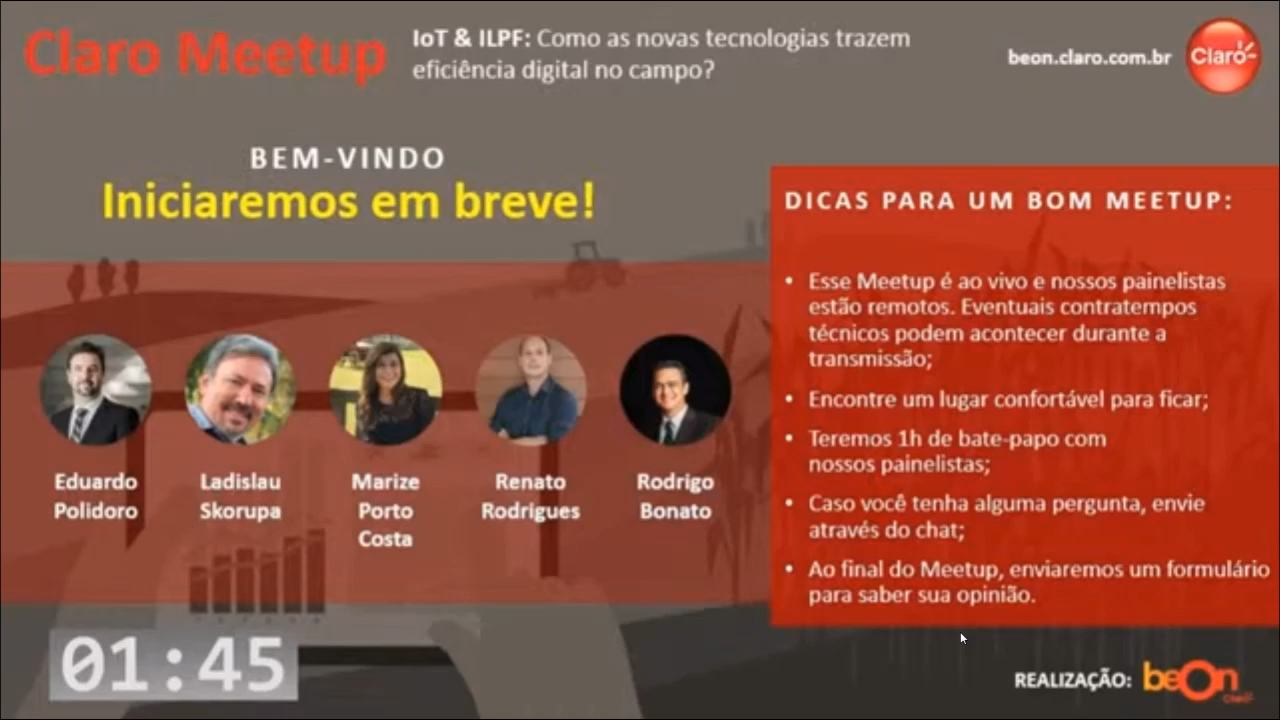 Claro Meetup
IoT & ILPF: Como as novas tecnologias trazem
eficiência digital no campo?
beon.claro.com.br
Claro
BEM-VINDO
Iniciaremos em breve!
DICAS PARA UM BOM MEETUP:
• Esse Meetup é ao vivo e nossos painelistas
estão remotos. Eventuais contratempos
técnicos podem acontecer durante a
transmissão;
• Encontre um lugar confortável para ficar;
• Teremos 1h de bate-papo com
nossos painelistas;
• Caso você tenha alguma pergunta, envie
através do chat;
• Ao final do Meetup, enviaremos um formulário
para saber sua opinião.
Eduardo
Polidoro
Ladislau
Skorupa
Marize
Porto
Costa
Renato
Rodrigues
Rodrigo
Bonato
01:45
REALIZAÇÃO:
beOn
Claro